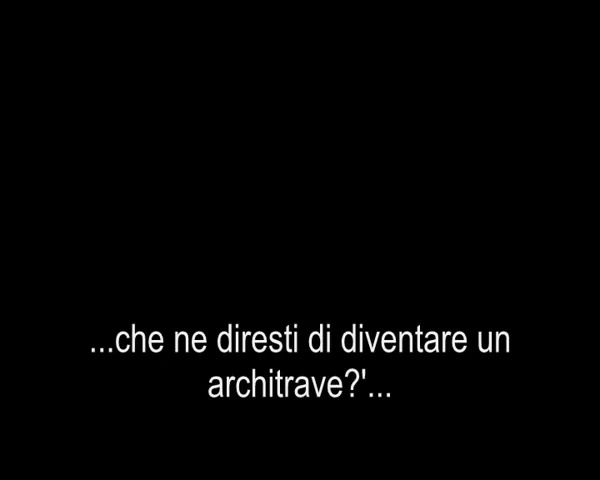 ...che ne diresti di diventare un
architrave?'...